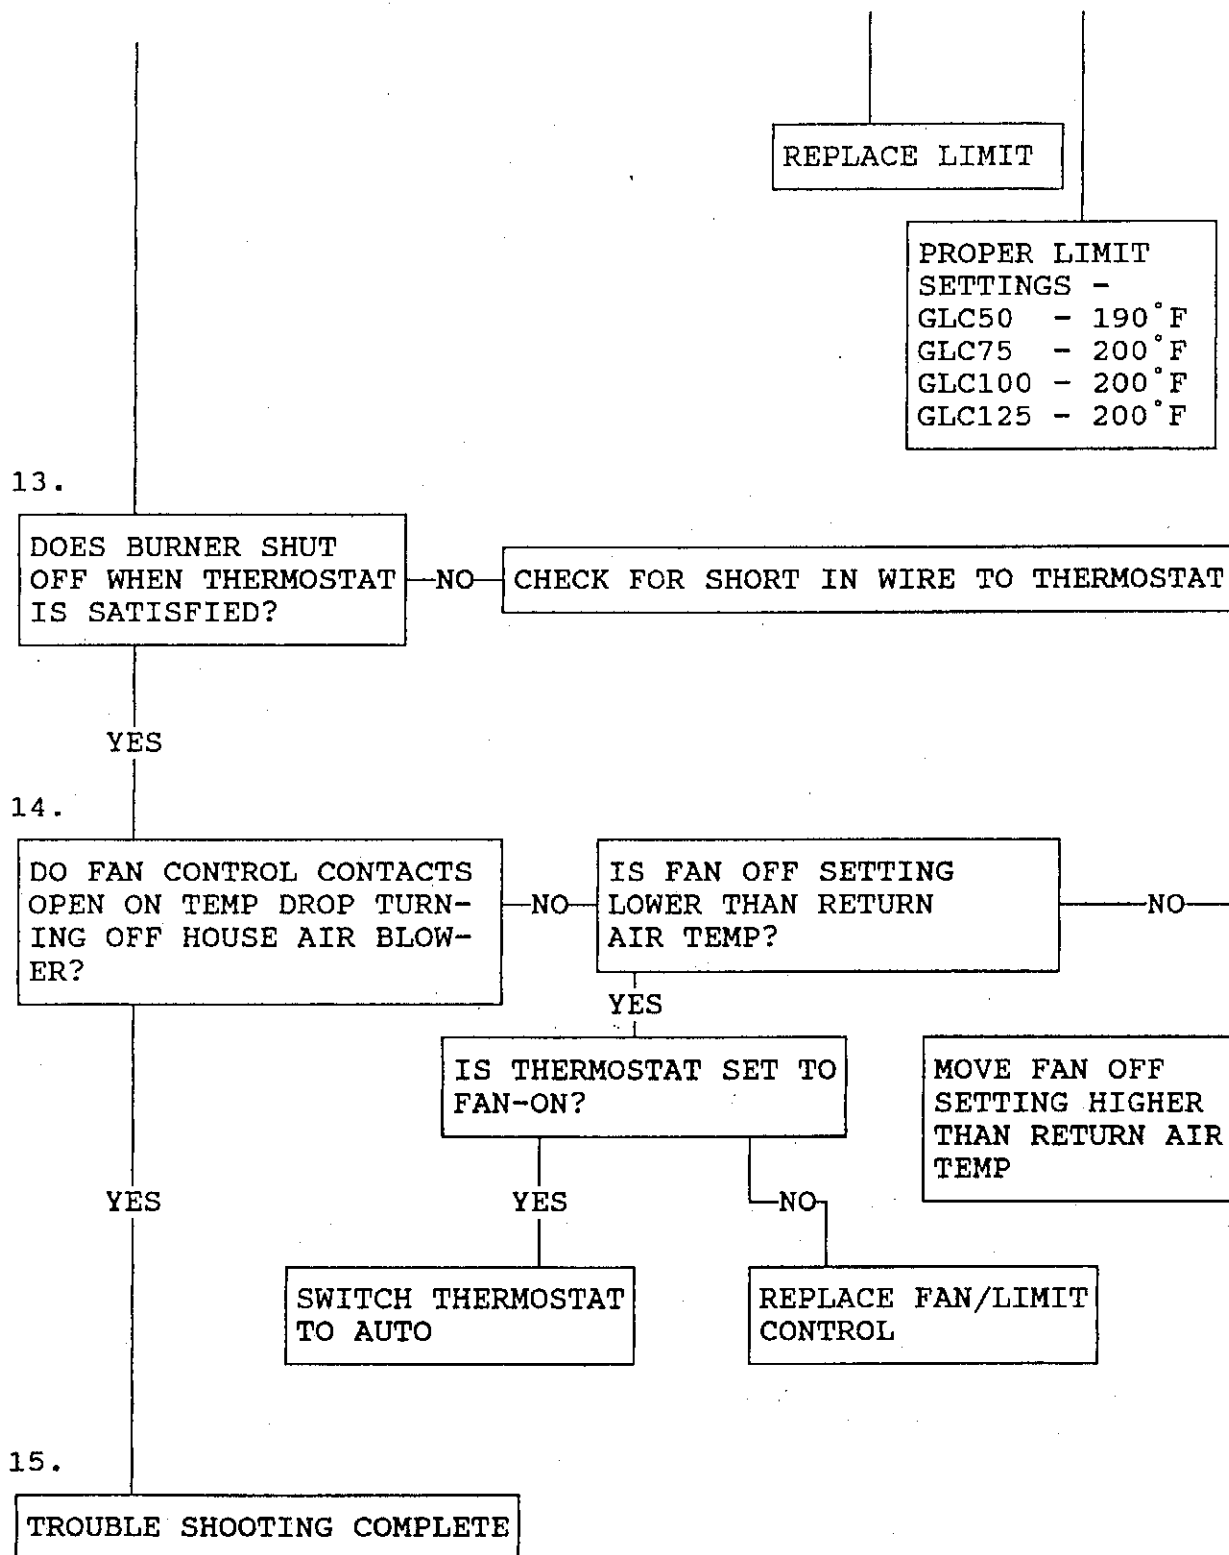 REPLACE LIMIT
PROPER LIMIT
SETTINGS -
GLC50 - 190°F
GLC75 - 200°F
GLC100 - 200°F
GLC125 - 200°F
13.
DOES BURNER SHUT
OFF WHEN THERMOSTAT
IS SATISFIED?
NO
CHECK FOR SHORT IN WIRE TO THERMOSTAT
YES
14.
DO FAN CONTROL CONTACTS
OPEN ON TEMP DROP TURN-
ING OFF HOUSE AIR BLOW-
ER?
NO
IS FAN OFF SETTING
LOWER THAN RETURN
AIR TEMP?
NO
YES
IS THERMOSTAT SET TO
FAN-ON?
MOVE FAN OFF
SETTING HIGHER
THAN RETURN AIR
TEMP
YES
YES
NO
SWITCH THERMOSTAT
TO AUTO
REPLACE FAN/LIMIT
CONTROL
15.
TROUBLE SHOOTING COMPLETE